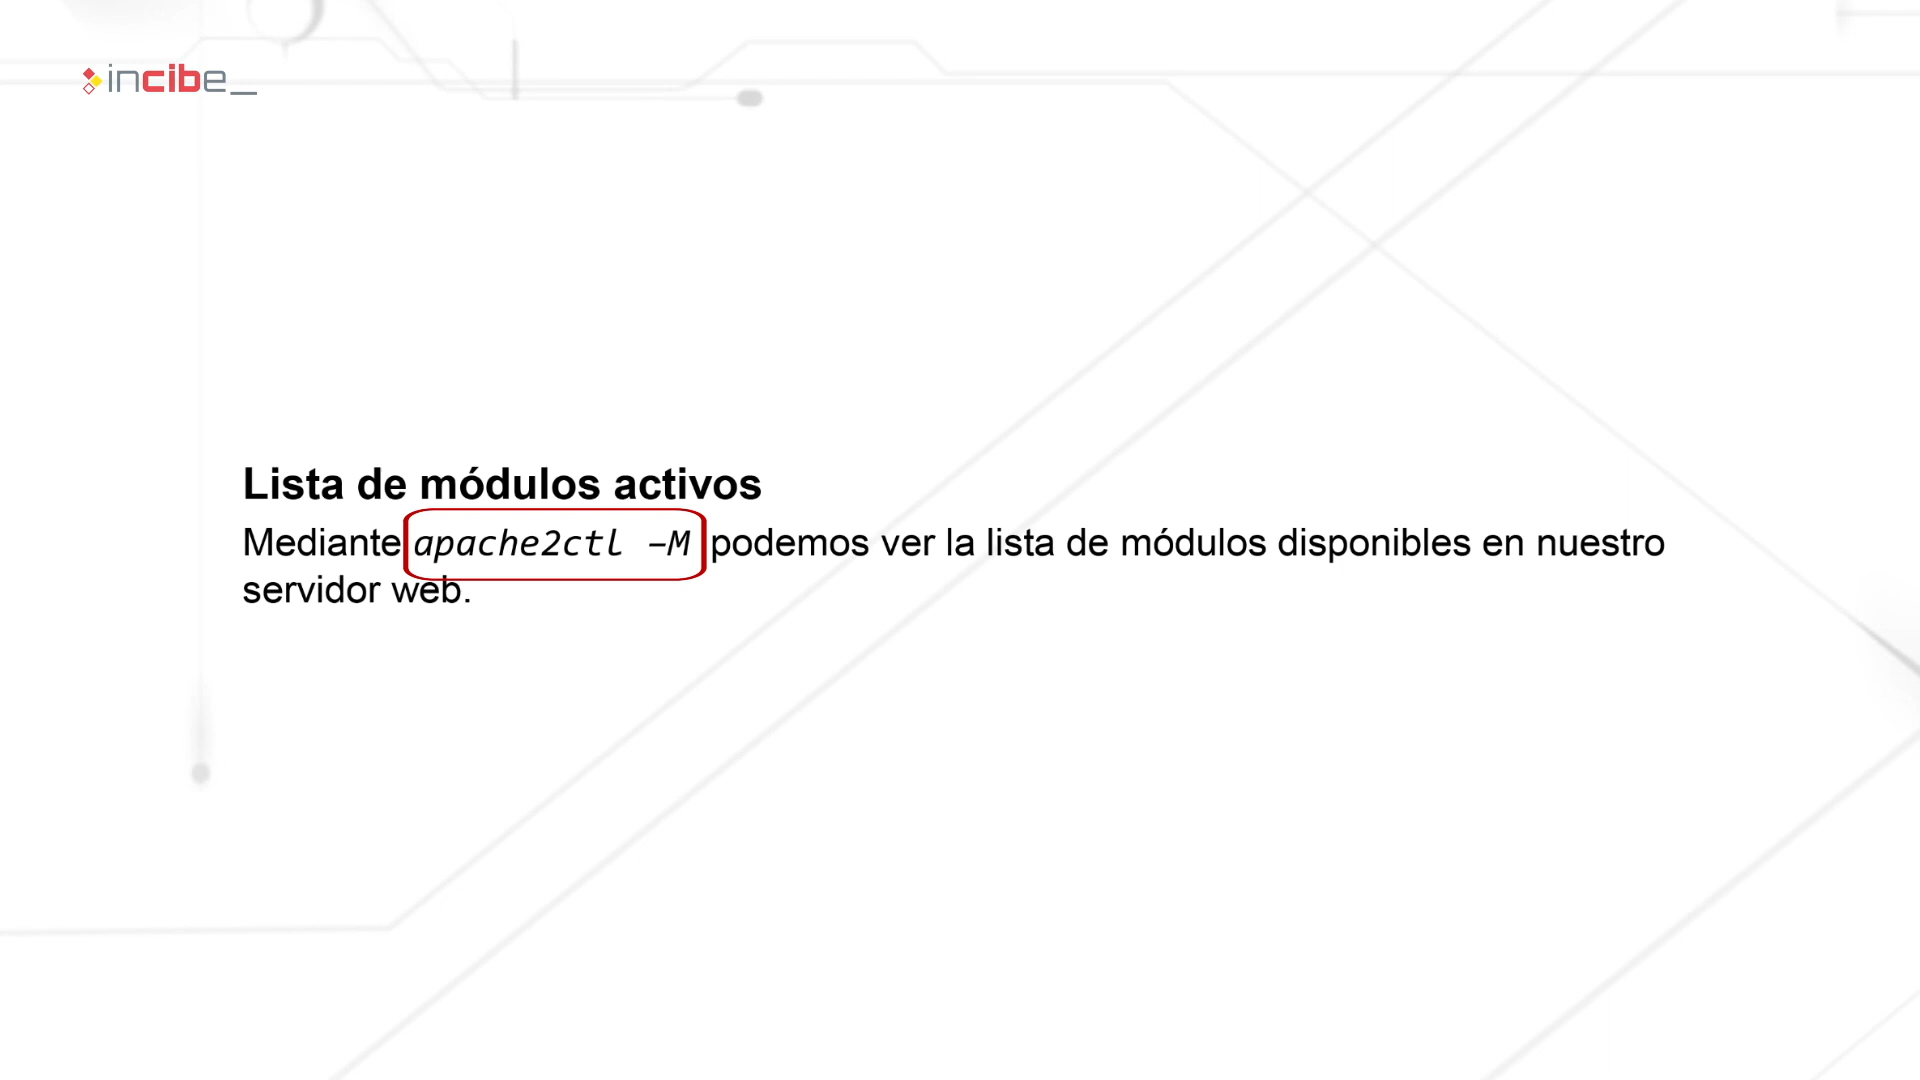 incibe_
Lista de módulos activos
Mediante apache2ctl –M podemos ver la lista de módulos disponibles en nuestro
servidor web.